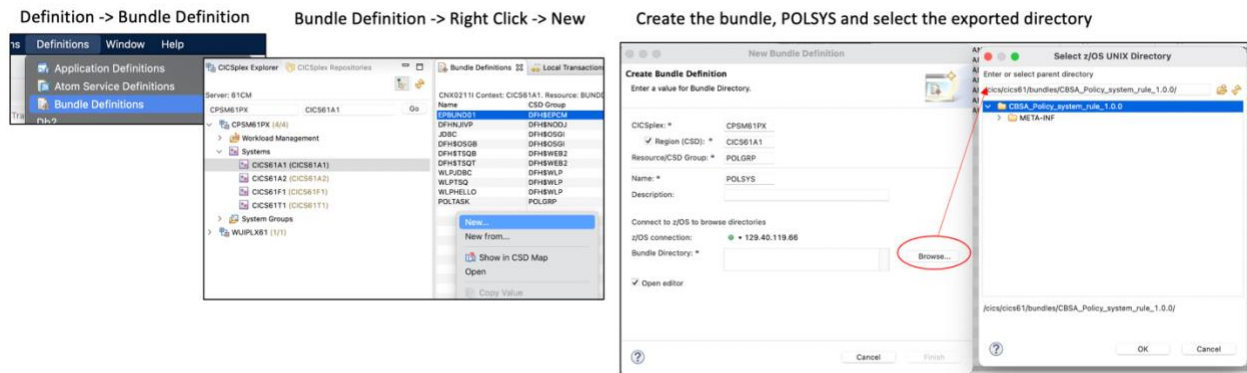 Definition -> Bundle Definition
Bundle Definition -> Right Click -> New
Create the bundle, POLSYS and select the exported directory
Definitions Window Help
Application Definitions
Atom Service Definitions
Bundle Definitions
CICSplex Explorer CICSplex Repositories
Server: 61CM
CPSM61PX CICS61A1 Go
CPSM61PX (4/4)
Workload Management
Systems
CICS61A1 (CICS61A1)
CICS61A2 (CICS61A2)
CICS61F1 (CICS61F1)
CICS61T1 (CICS61T1)
System Groups
WUIPLX61 (1/1)
Bundle Definitions Local Transaction
CNX0211I Context: CICS61A1. Resource: BUND
Name CSD Group
EPBUND01 DFH$EPCM
DFHNJIVP DFH$NODJ
JDBC DFH$OSGI
DFH$OSGB DFH$OSGI
DFH$TSQB DFH$WEB2
DFH$TSQT DFH$WEB2
WLPJDBC DFH$WLP
WLPTSQ DFH$WLP
WLPHELLO DFH$WLP
POLTASK POLGRP
New...
New from...
Show in CSD Map
Open
Copy Value
New Bundle Definition
Create Bundle Definition
Enter a value for Bundle Directory.
CICSplex: * CPSM61PX
Region (CSD): * CICS61A1
Resource/CSD Group: * POLGRP
Name: * POLSYS
Description:
Connect to z/OS to browse directories
z/OS connection: 129.40.119.66
Bundle Directory: *
Browse...
Open editor
Cancel Finish
Select z/OS UNIX Directory
Enter or select parent directory
/cics/cics61/bundles/CBSA_Policy_system_rule_1.0.0/
CBSA_Policy_system_rule_1.0.0
META-INF
/cics/cics61/bundles/CBSA_Policy_system_rule_1.0.0/
OK Cancel